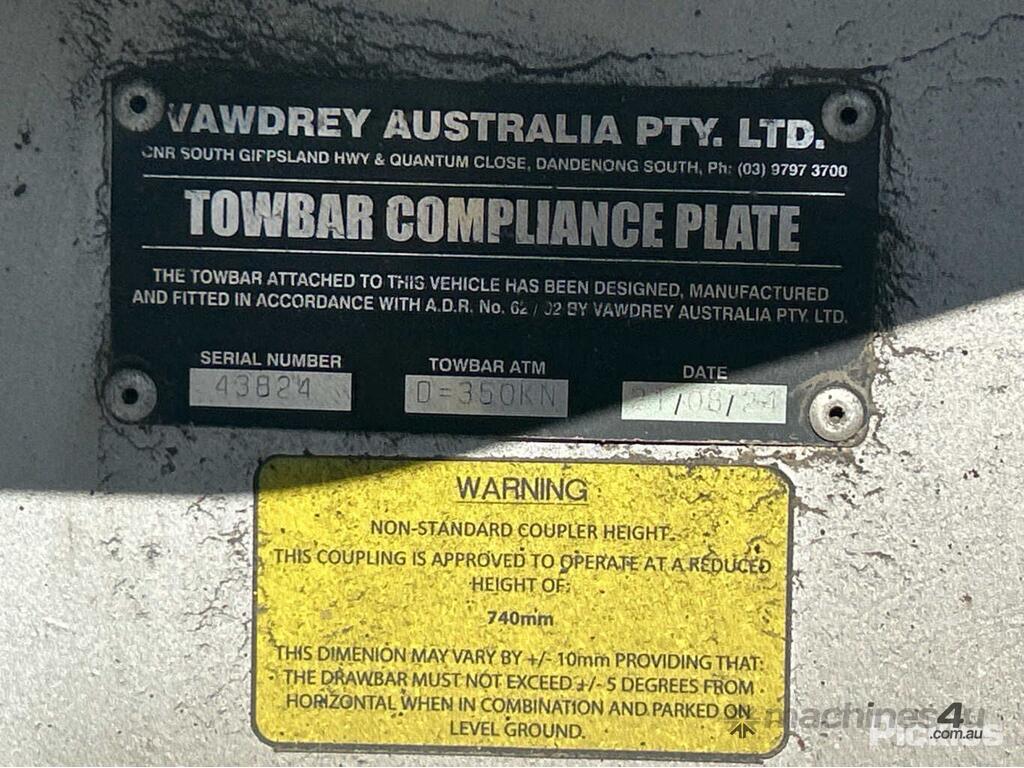 VAWDREY AUSTRALIA PTY. LTD.
CNR SOUTH GIPPSLAND HWY & QUANTUM CLOSE, DANDENONG SOUTH, Ph: (03) 9797 3700
TOWBAR COMPLIANCE PLATE
THE TOWBAR ATTACHED TO THIS VEHICLE HAS BEEN DESIGNED, MANUFACTURED
AND FITTED IN ACCORDANCE WITH A.D.R. No. 62 / 02 BY VAWDREY AUSTRALIA PTY. LTD.
SERIAL NUMBER TOWBAR ATM DATE
43824 D=350KN 21/08/24
WARNING
NON-STANDARD COUPLER HEIGHT.
THIS COUPLING IS APPROVED TO OPERATE AT A REDUCED
HEIGHT OF:
740mm
THIS DIMENION MAY VARY BY +/- 10mm PROVIDING THAT:
THE DRAWBAR MUST NOT EXCEED +/- 5 DEGREES FROM
HORIZONTAL WHEN IN COMBINATION AND PARKED ON
LEVEL GROUND.
machines4u
.com.au
Pickles